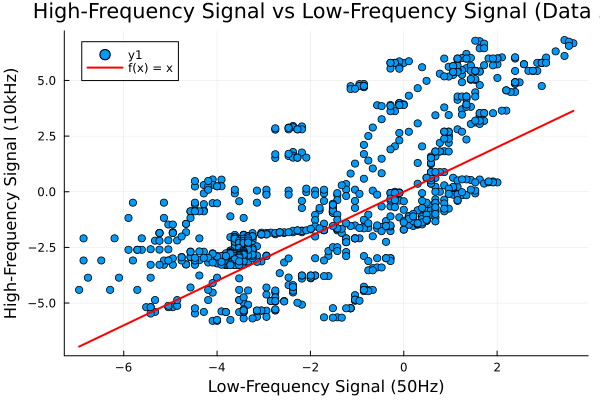 High-Frequency Signal vs Low-Frequency Signal (Data
y1
f(x) = x
High-Frequency Signal (10kHz)
5.0
2.5
0.0
−2.5
−5.0
−6
−4
−2
0
2
Low-Frequency Signal (50Hz)